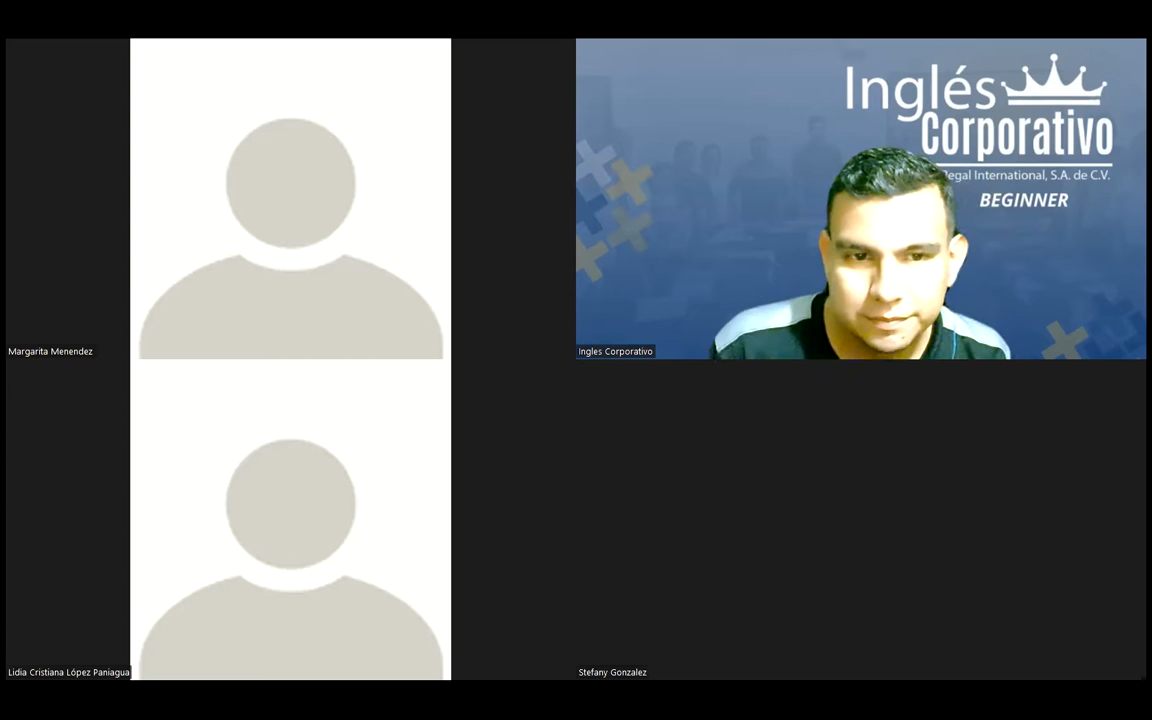 Inglés
Corporativo
Regal International, S.A. de C.V.
BEGINNER
Margarita Menendez
Ingles Corporativo
Lidia Cristiana López Paniagua
Stefany Gonzalez